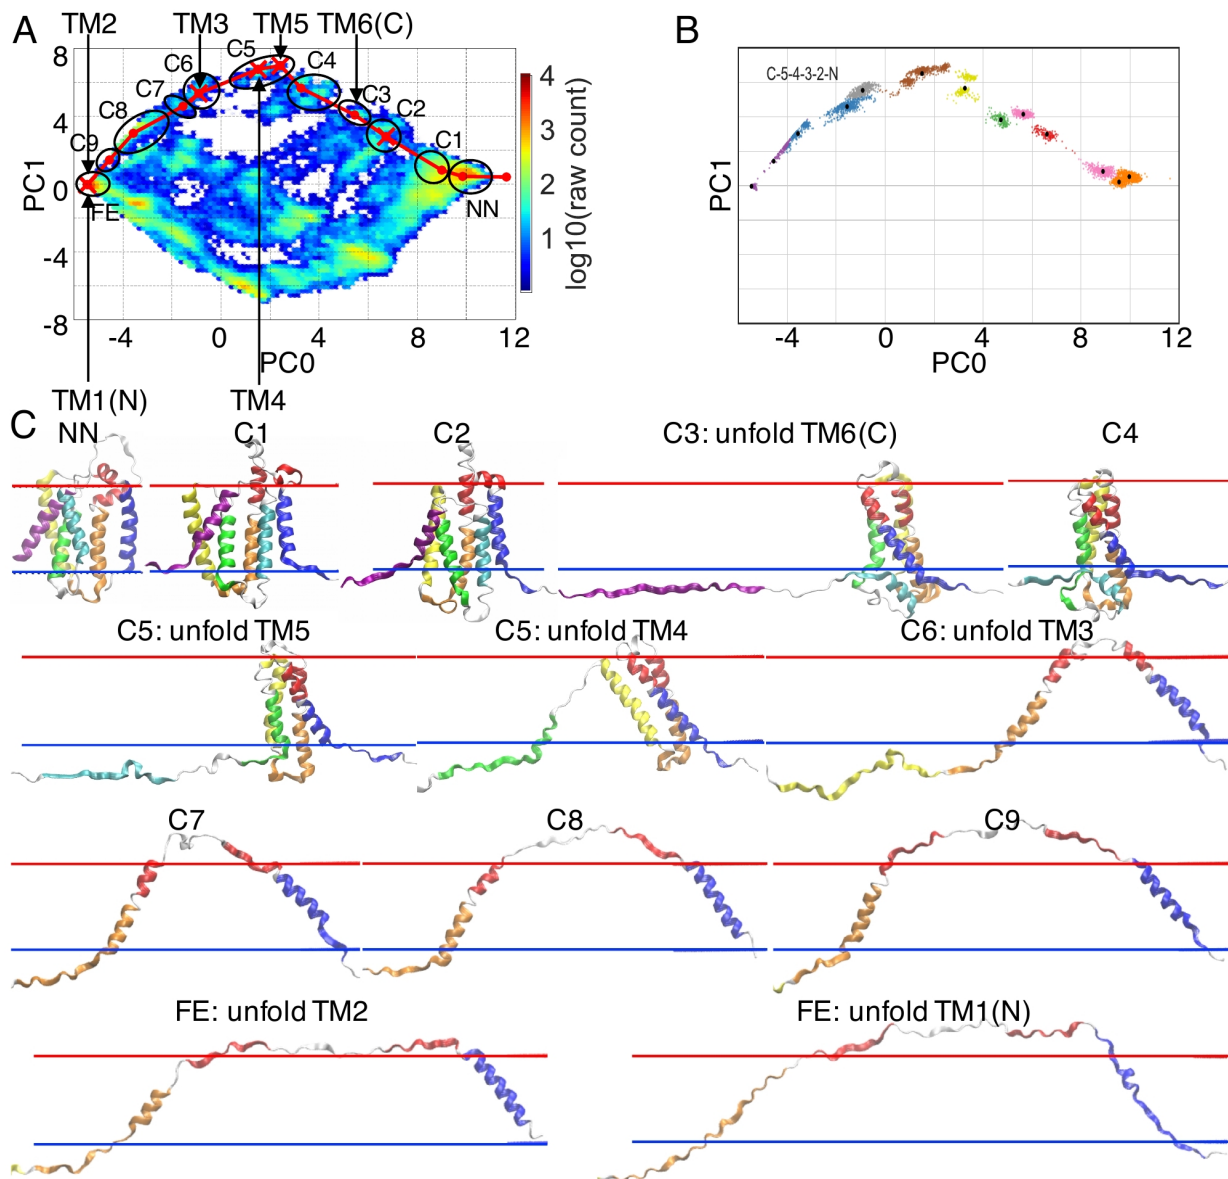 A
TM2
TM3
TM5
TM6(C)
B
8
4
0
-4
-8
PC1
C9
C8
C7
C6
C5
C4
C3
C2
C1
NN
FE
-4
0
4
8
12
PC0
4
3
2
1
log10(raw count)
TM1(N)
TM4
C-5-4-3-2-N
PC1
-4
0
4
8
12
PC0
C
NN
C1
C2
C3: unfold TM6(C)
C4
C5: unfold TM5
C5: unfold TM4
C6: unfold TM3
C7
C8
C9
FE: unfold TM2
FE: unfold TM1(N)